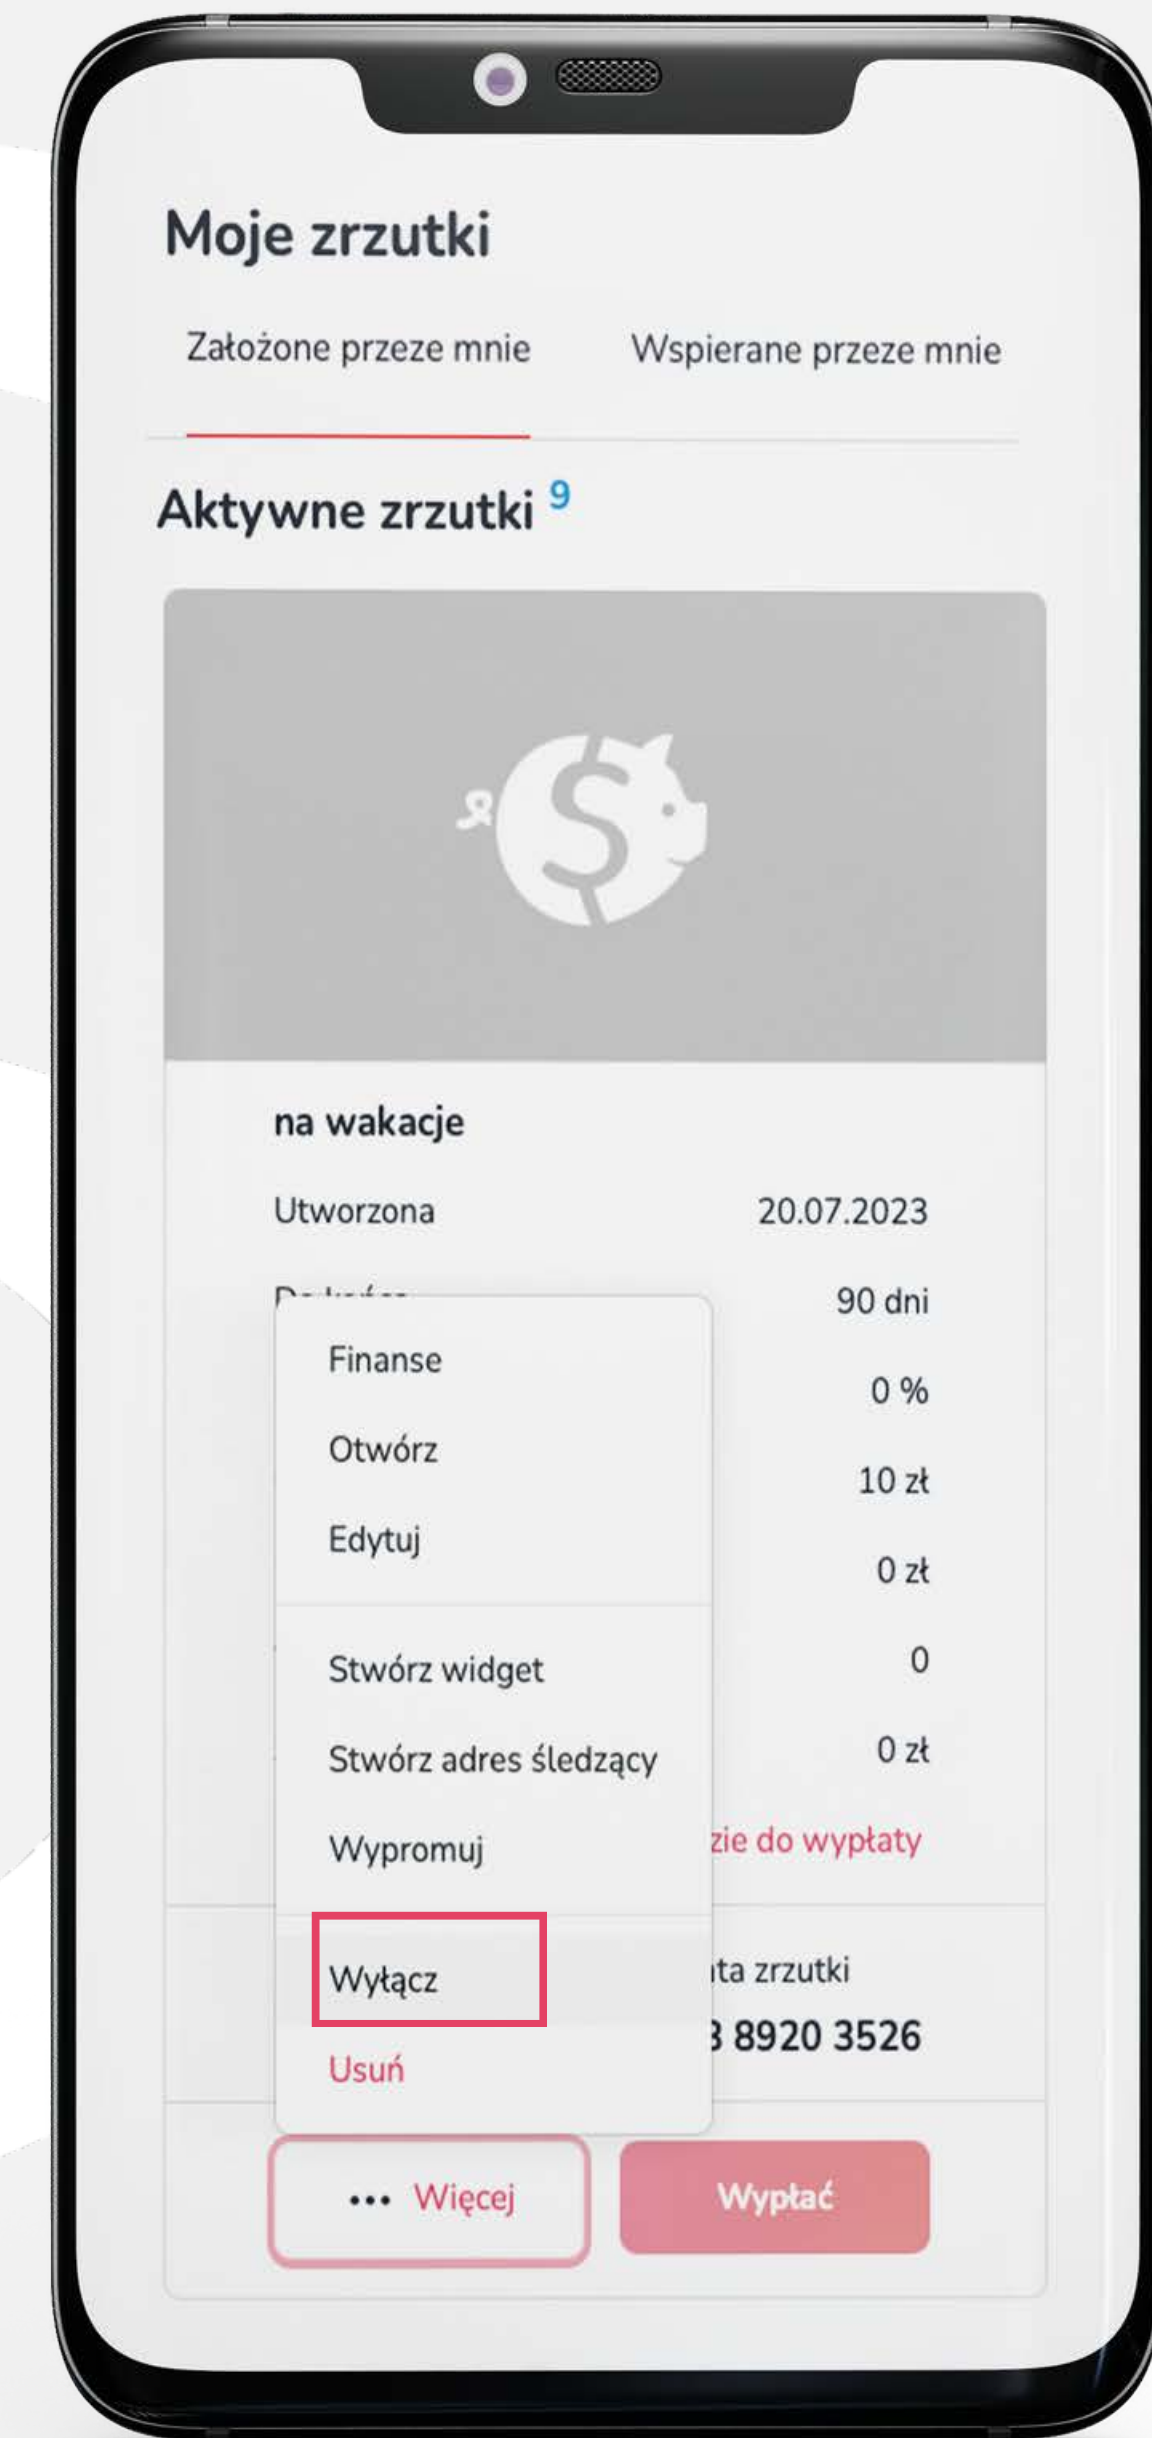 Moje zrzutki
Założone przeze mnie Wspierane przeze mnie
Aktywne zrzutki 9
na wakacje
Utworzona 20.07.2023
90 dni
Finanse
0 %
Otwórz
10 zł
Edytuj
0 zł
Stwórz widget
0
Stwórz adres śledzący
0 zł
Wypromuj
do wypłaty
Wyłącz
zrzutki
8920 3526
Usuń
••• Więcej
Wypłać